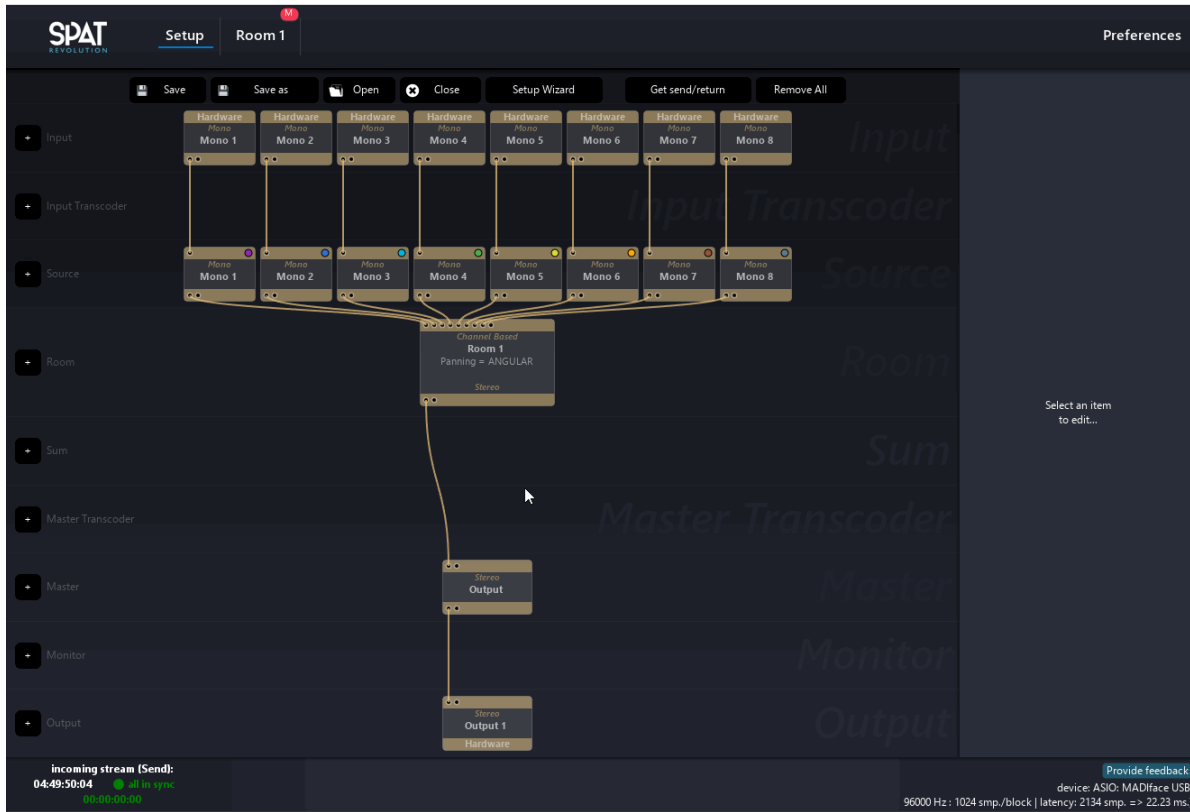 SPAT
REVOLUTION
Setup
Room 1
M
Preferences
Save
Save as
Open
Close
Setup Wizard
Get send/return
Remove All
+ Input
Hardware Hardware Hardware Hardware Hardware Hardware Hardware Hardware
Mono Mono Mono Mono Mono Mono Mono Mono
Mono 1 Mono 2 Mono 3 Mono 4 Mono 5 Mono 6 Mono 7 Mono 8
Input
+ Input Transcoder
Input Transcoder
+ Source
Mono Mono Mono Mono Mono Mono Mono Mono
Mono 1 Mono 2 Mono 3 Mono 4 Mono 5 Mono 6 Mono 7 Mono 8
Source
+ Room
Channel Based
Room 1
Panning = ANGULAR
Stereo
Room
Select an item
to edit...
+ Sum
Sum
+ Master Transcoder
Master Transcoder
+ Master
Stereo
Output
Master
+ Monitor
Monitor
+ Output
Stereo
Output 1
Hardware
Output
incoming stream (Send):
04:49:50:04 all in sync
00:00:00:00
Provide feedback
device: ASIO: MADIface USB
96000 Hz : 1024 smp./block | latency: 2134 smp. => 22.23 ms.